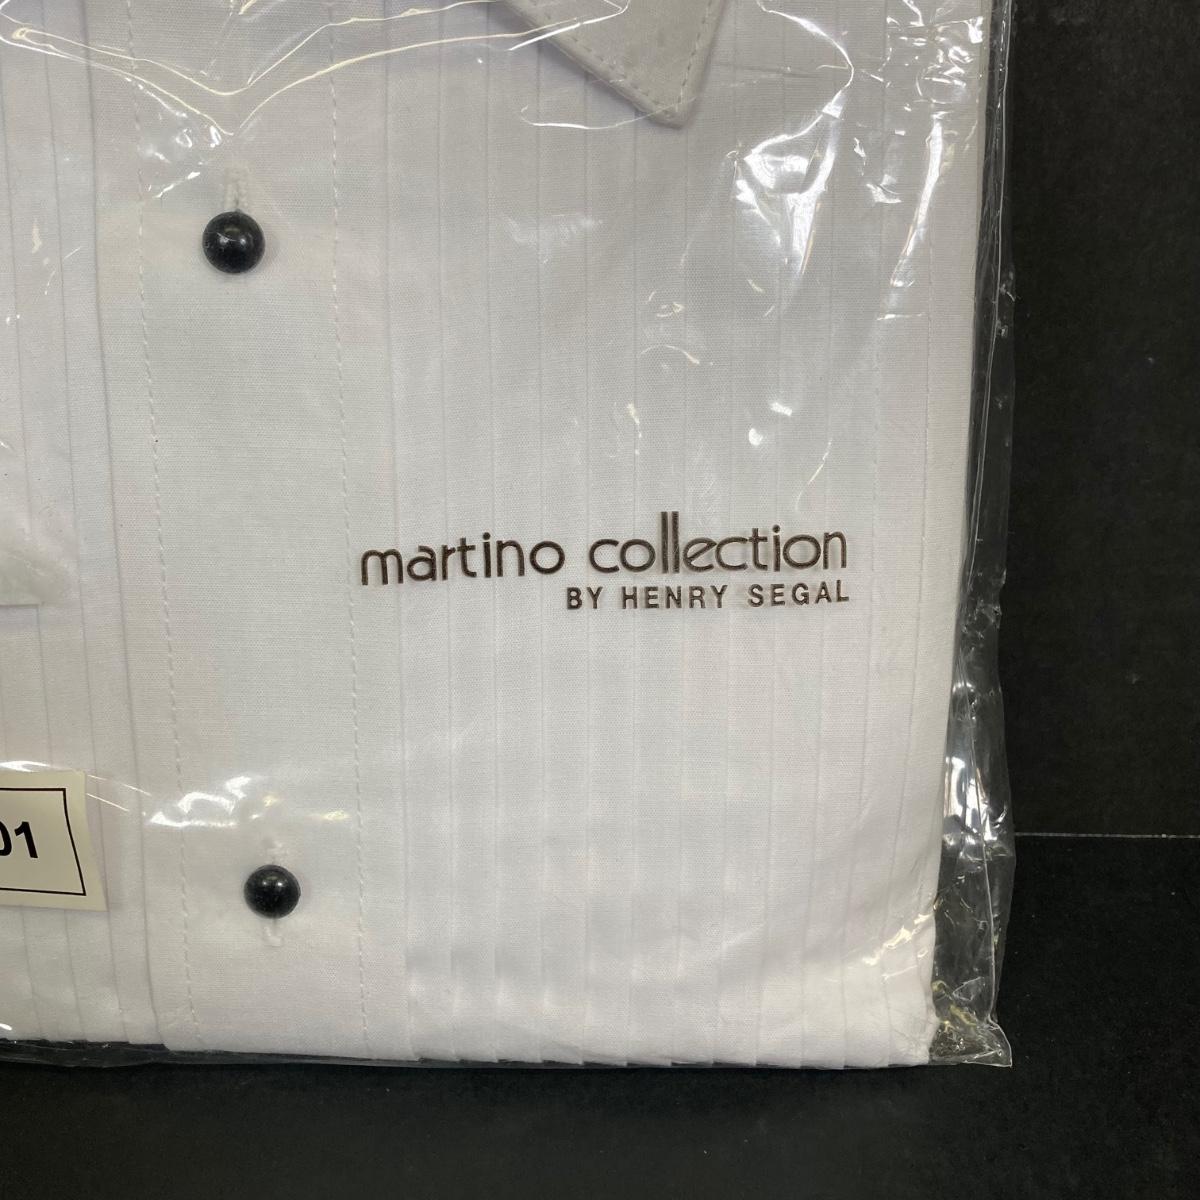 martino collection
BY HENRY SEGAL
01